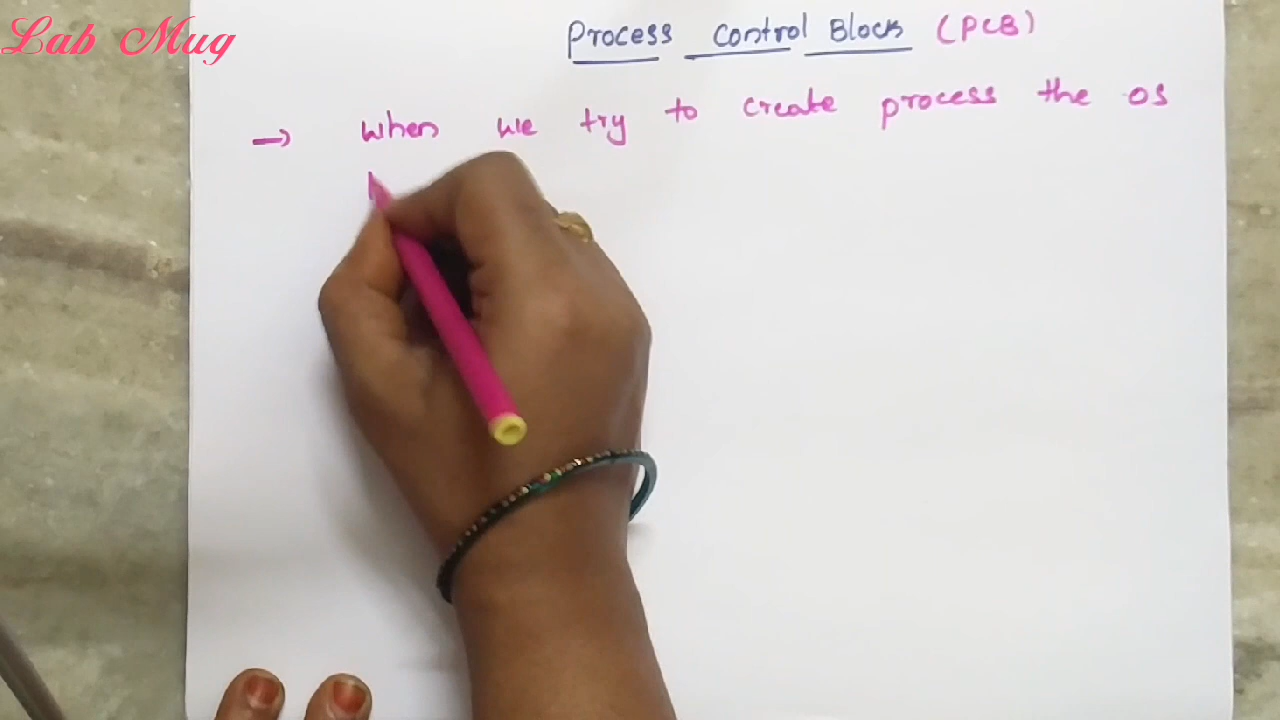 Lab Mug
Process Control Block (PCB)
→ When we try to create process the OS